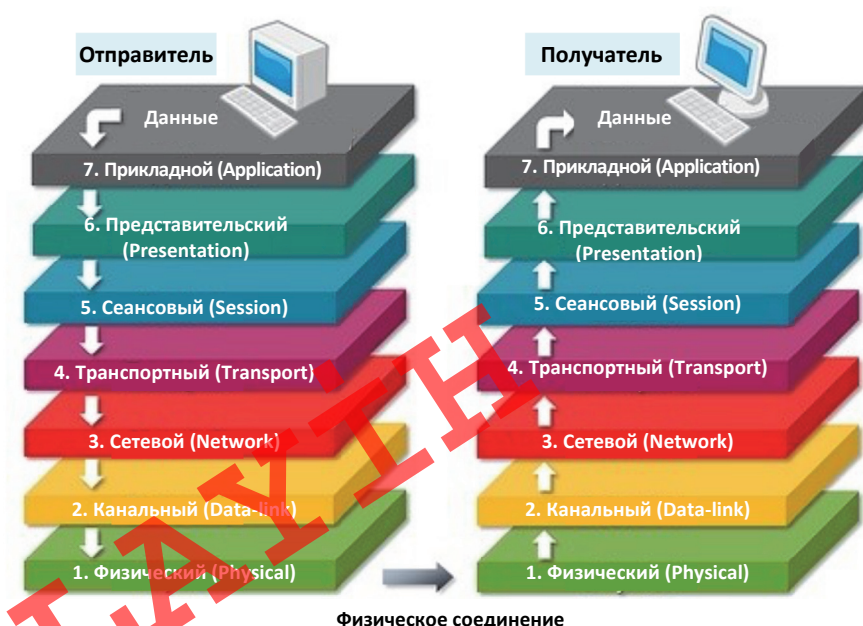 Отправитель
Данные
7. Прикладной (Application)
6. Представительский
(Presentation)
5. Сеансовый (Session)
4. Транспортный (Transport)
3. Сетевой (Network)
2. Канальный (Data-link)
1. Физический (Physical)
Получатель
Данные
7. Прикладной (Application)
6. Представительский
(Presentation)
5. Сеансовый (Session)
4. Транспортный (Transport)
3. Сетевой (Network)
2. Канальный (Data-link)
1. Физический (Physical)
Физическое соединение
LAYİH